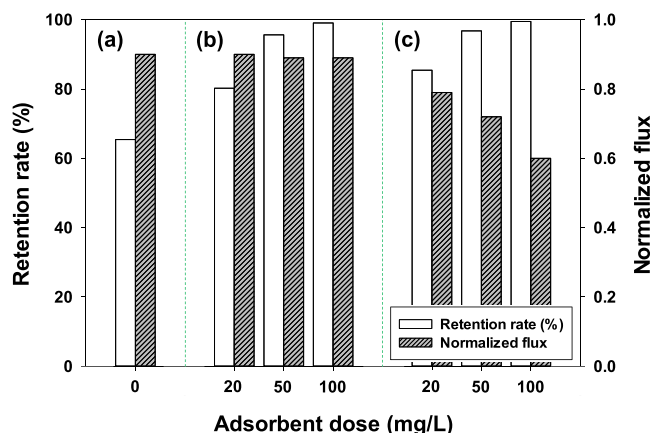 (a) (b) (c)
100 1.0
80 0.8
60 0.6
40 0.4
20 0.2
0 0.0
Retention rate (%)
Normalized flux
Retention rate (%)
Normalized flux
0 20 50 100 20 50 100
Adsorbent dose (mg/L)